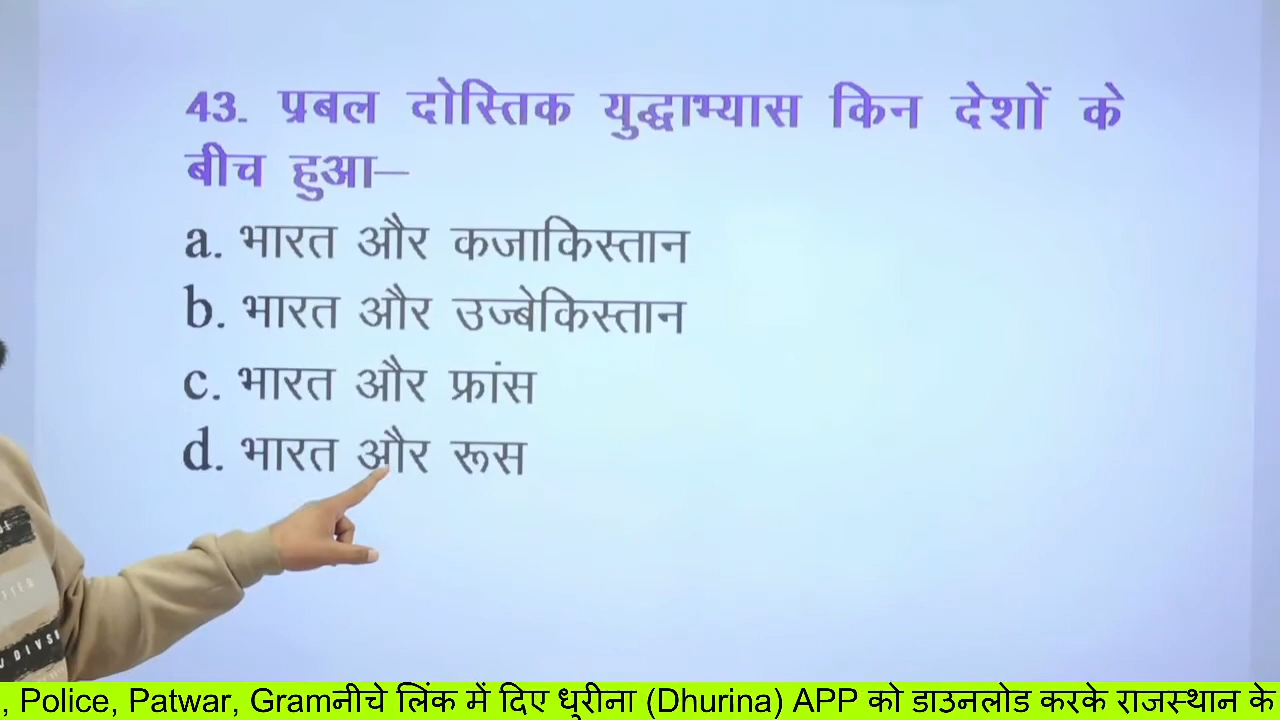 43. प्रबल दोस्तिक युद्धाभ्यास किन देशों के
बीच हुआ–
a. भारत और कजाकिस्तान
b. भारत और उज्बेकिस्तान
c. भारत और फ्रांस
d. भारत और रूस
, Police, Patwar, Gramनीचे लिंक में दिए धुरीना (Dhurina) APP को डाउनलोड करके राजस्थान के